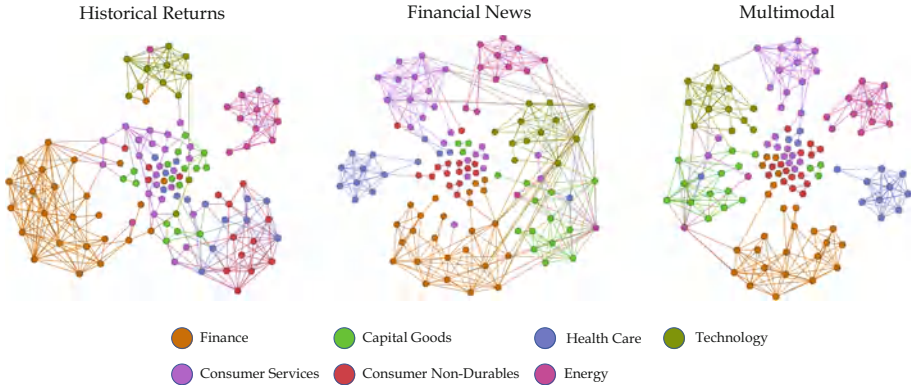 Historical Returns Financial News Multimodal
Finance Capital Goods Health Care Technology
Consumer Services Consumer Non-Durables Energy